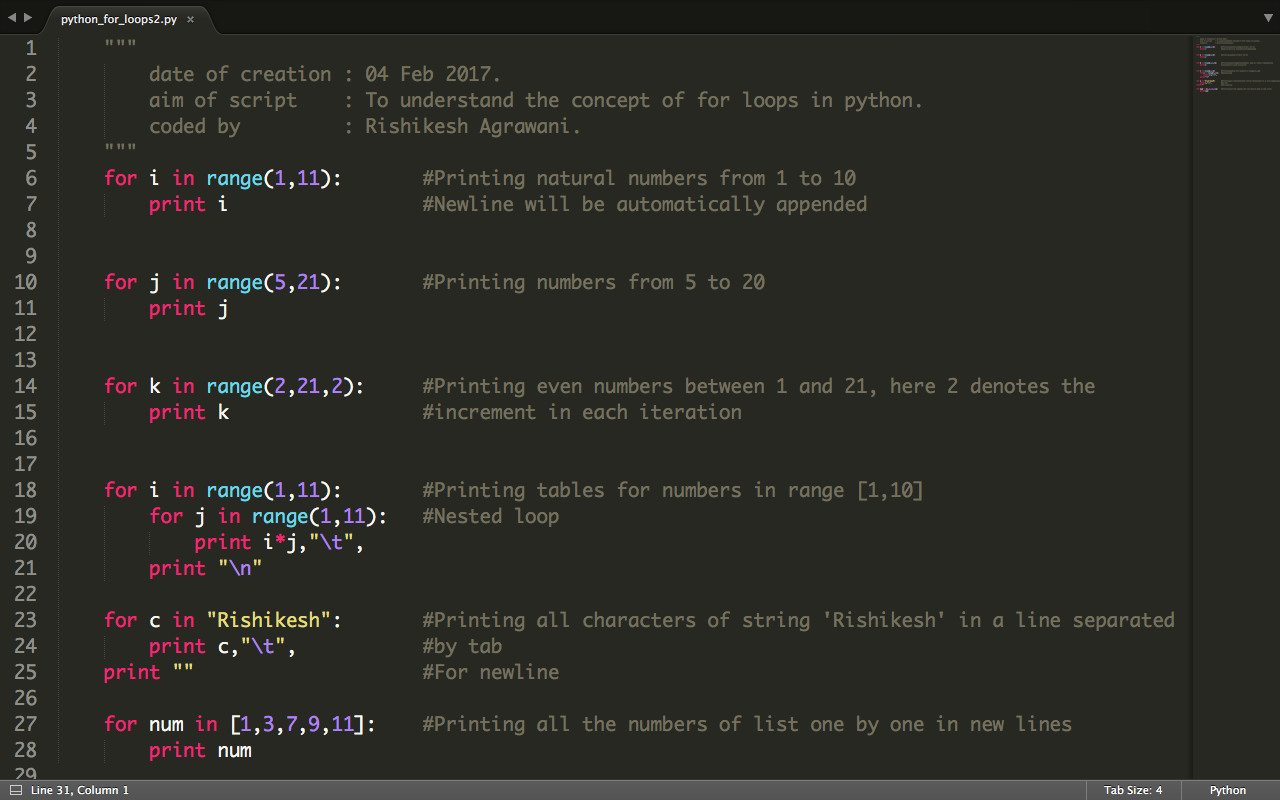 python_for_loops2.py ×
1 """
2     date of creation : 04 Feb 2017.
3     aim of script    : To understand the concept of for loops in python.
4     coded by         : Rishikesh Agrawani.
5 """
6 for i in range(1,11):       #Printing natural numbers from 1 to 10
7     print i                 #Newline will be automatically appended
8
9
10 for j in range(5,21):       #Printing numbers from 5 to 20
11     print j
12
13
14 for k in range(2,21,2):     #Printing even numbers between 1 and 21, here 2 denotes the
15     print k                 #increment in each iteration
16
17
18 for i in range(1,11):       #Printing tables for numbers in range [1,10]
19     for j in range(1,11):   #Nested loop
20         print i*j,"\t",
21     print "\n"
22
23 for c in "Rishikesh":       #Printing all characters of string 'Rishikesh' in a line separated
24     print c,"\t",           #by tab
25 print ""                    #For newline
26
27 for num in [1,3,7,9,11]:    #Printing all the numbers of list one by one in new lines
28     print num
29
Line 31, Column 1 Tab Size: 4 Python